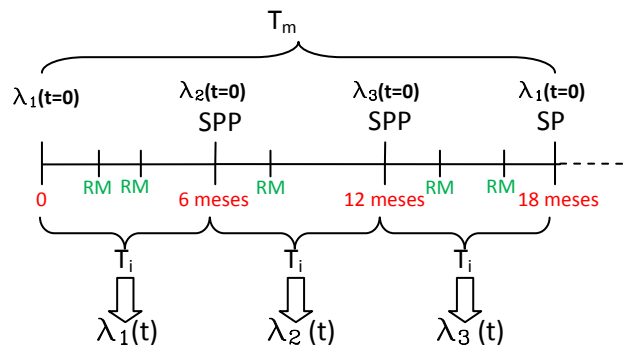 Tm
λ1(t=0) λ2(t=0) λ3(t=0) λ1(t=0)
SPP SPP SP
RM RM RM RM RM
0 6 meses 12 meses 18 meses
Ti Ti Ti
λ1(t) λ2(t) λ3(t)